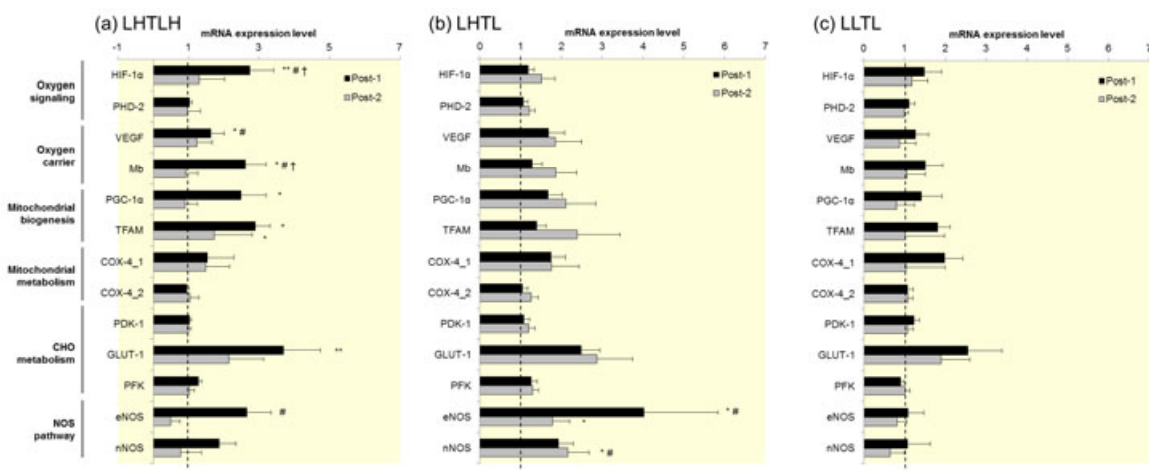 (a) LHTLH
mRNA expression level
-1 1 3 5 7
Oxygen signaling
HIF-1α ** # †
PHD-2
Oxygen carrier
VEGF * #
Mb * # †
Mitochondrial biogenesis
PGC-1α *
TFAM *
*
Mitochondrial metabolism
COX-4_1
COX-4_2
CHO metabolism
PDK-1
GLUT-1 **
PFK
NOS pathway
eNOS #
nNOS
Post-1
Post-2
(b) LHTL
mRNA expression level
0 1 2 3 4 5 6 7
HIF-1α
PHD-2
VEGF
Mb
PGC-1α
TFAM
COX-4_1
COX-4_2
PDK-1
GLUT-1
PFK
eNOS * #
*
nNOS
* #
Post-1
Post-2
(c) LLTL
mRNA expression level
0 1 2 3 4 5 6 7
HIF-1α
PHD-2
VEGF
Mb
PGC-1α
TFAM
COX-4_1
COX-4_2
PDK-1
GLUT-1
PFK
eNOS
nNOS
Post-1
Post-2